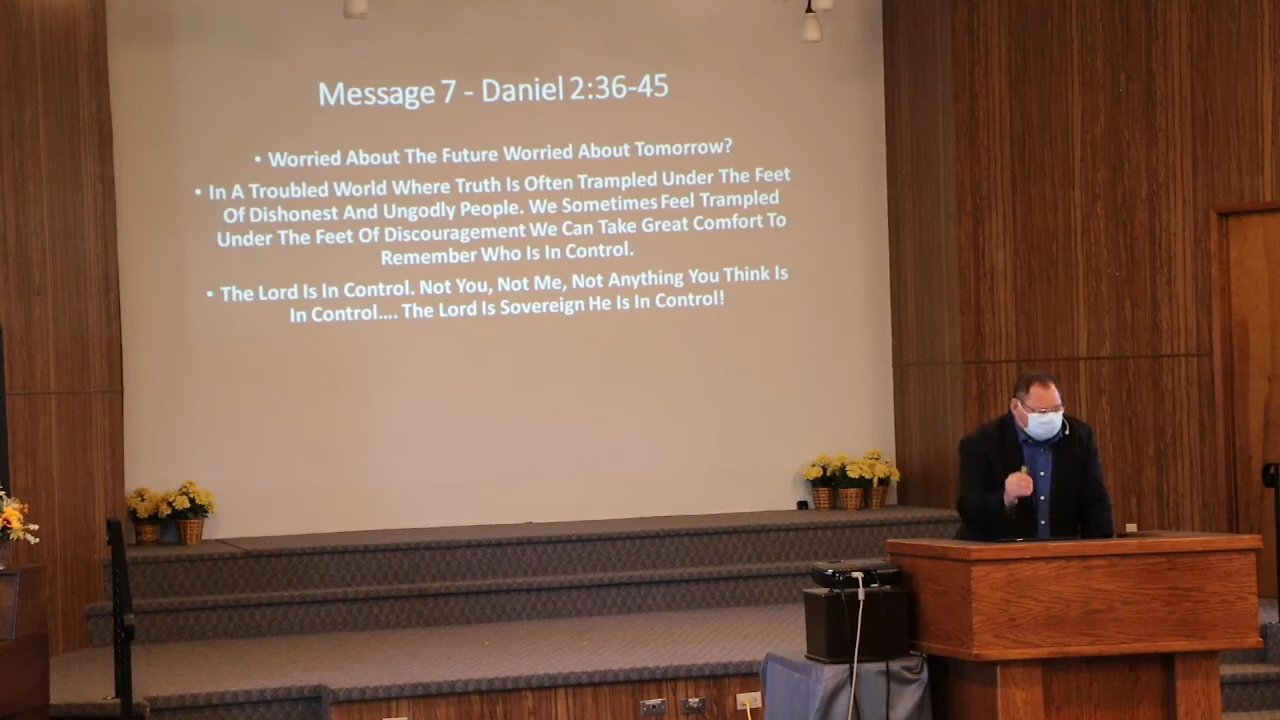 Message 7 - Daniel 2:36-45
• Worried About The Future Worried About Tomorrow?
• In A Troubled World Where Truth Is Often Trampled Under The Feet
Of Dishonest And Ungodly People. We Sometimes Feel Trampled
Under The Feet Of Discouragement We Can Take Great Comfort To
Remember Who Is In Control.
• The Lord Is In Control. Not You, Not Me, Not Anything You Think Is
In Control.... The Lord Is Sovereign He Is In Control!